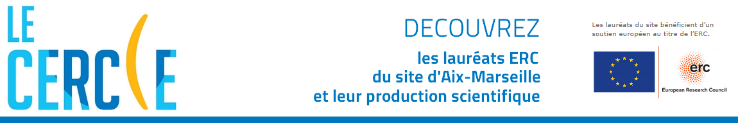 LE
CERCLE
DECOUVREZ
les lauréats ERC
du site d'Aix-Marseille
et leur production scientifique
Les lauréats du site bénéficient d'un
soutien européen au titre de l'ERC.
erc
European Research Council